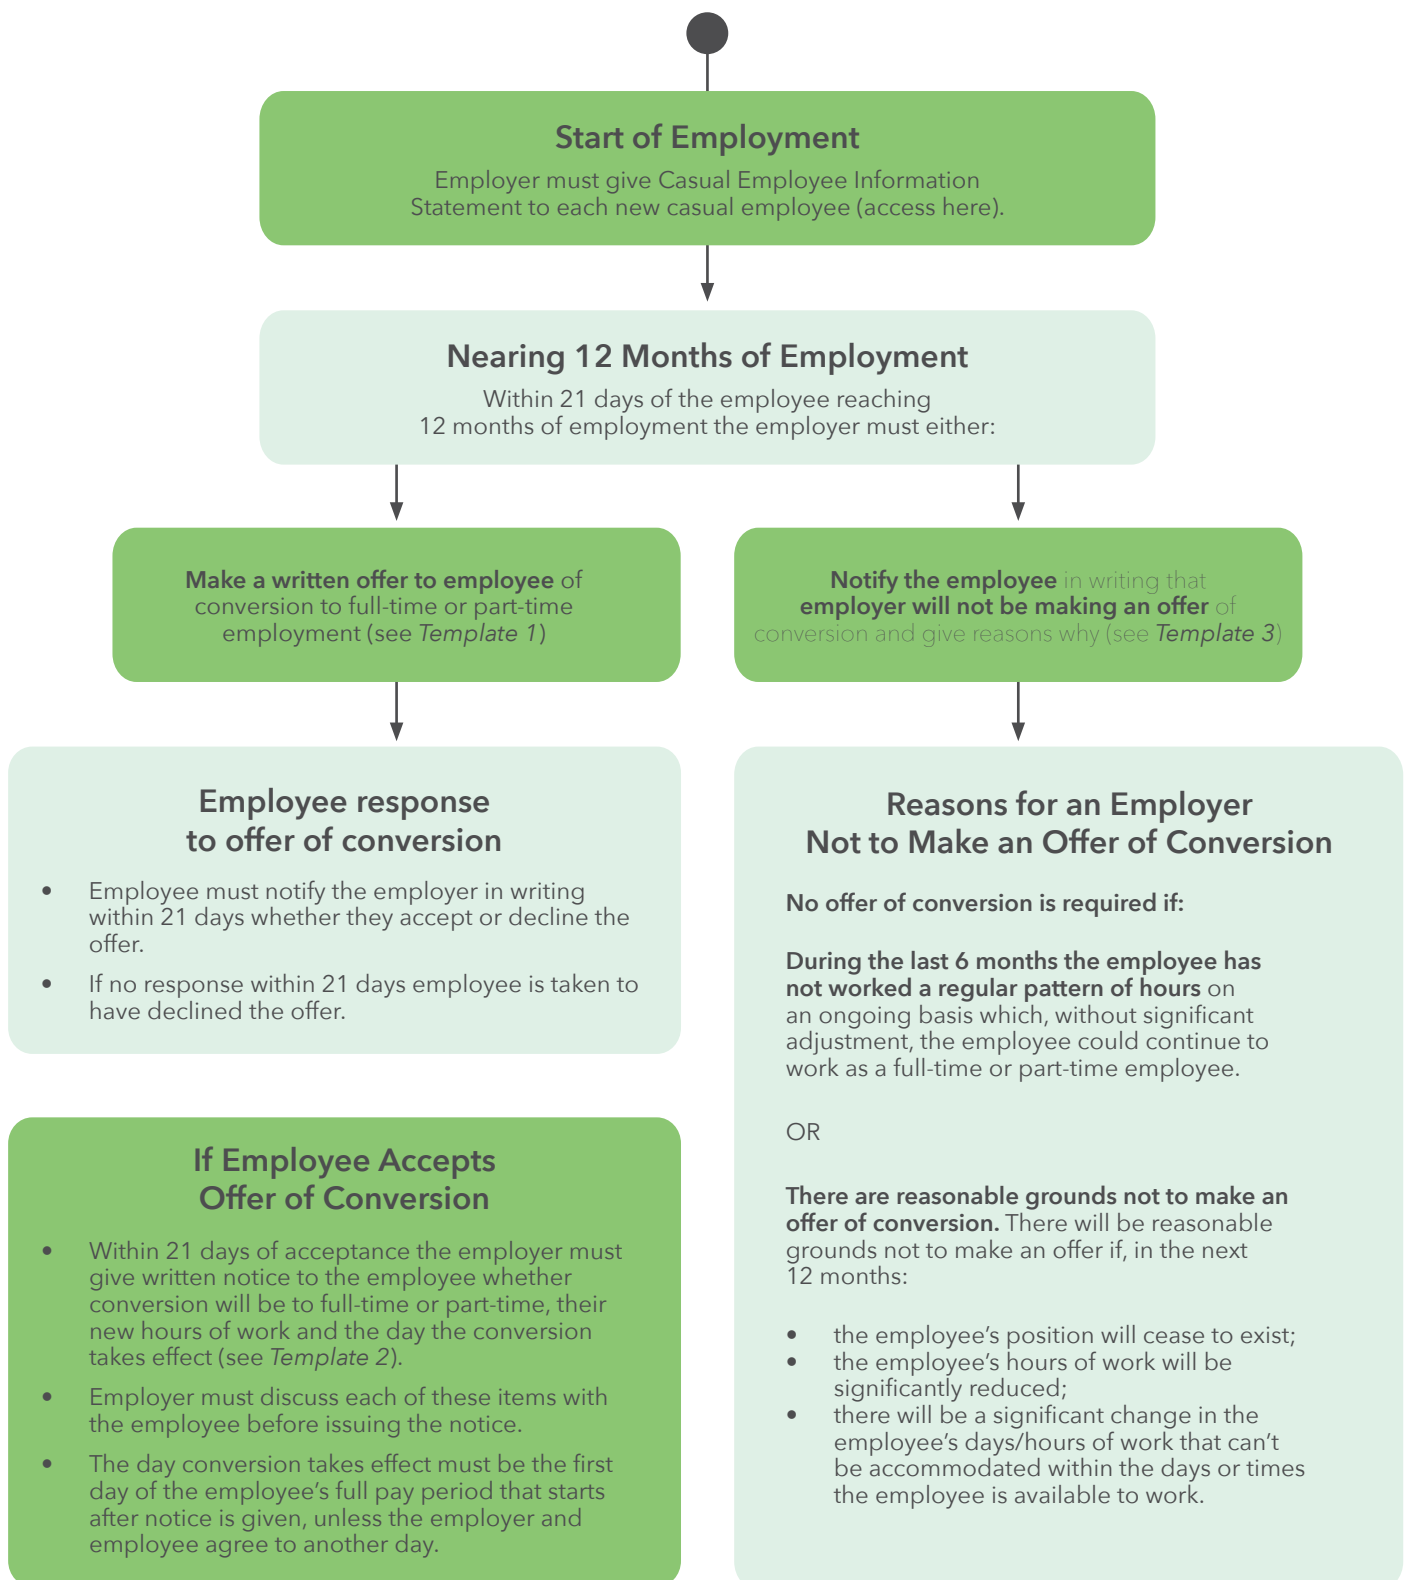 Start of Employment
Employer must give Casual Employee Information
Statement to each new casual employee (access here).
Nearing 12 Months of Employment
Within 21 days of the employee reaching
12 months of employment the employer must either:
Make a written offer to employee of
conversion to full-time or part-time
employment (see Template 1)
Notify the employee in writing that
employer will not be making an offer of
conversion and give reasons why (see Template 3)
Employee response
to offer of conversion
• Employee must notify the employer in writing
within 21 days whether they accept or decline the
offer.
• If no response within 21 days employee is taken to
have declined the offer.
If Employee Accepts
Offer of Conversion
• Within 21 days of acceptance the employer must
give written notice to the employee whether
conversion will be to full-time or part-time, their
new hours of work and the day the conversion
takes effect (see Template 2).
• Employer must discuss each of these items with
the employee before issuing the notice.
• The day conversion takes effect must be the first
day of the employee's full pay period that starts
after notice is given, unless the employer and
employee agree to another day.
Reasons for an Employer
Not to Make an Offer of Conversion
No offer of conversion is required if:
During the last 6 months the employee has
not worked a regular pattern of hours on
an ongoing basis which, without significant
adjustment, the employee could continue to
work as a full-time or part-time employee.
OR
There are reasonable grounds not to make an
offer of conversion. There will be reasonable
grounds not to make an offer if, in the next
12 months:
• the employee's position will cease to exist;
• the employee's hours of work will be
significantly reduced;
• there will be a significant change in the
employee's days/hours of work that can't
be accommodated within the days or times
the employee is available to work.